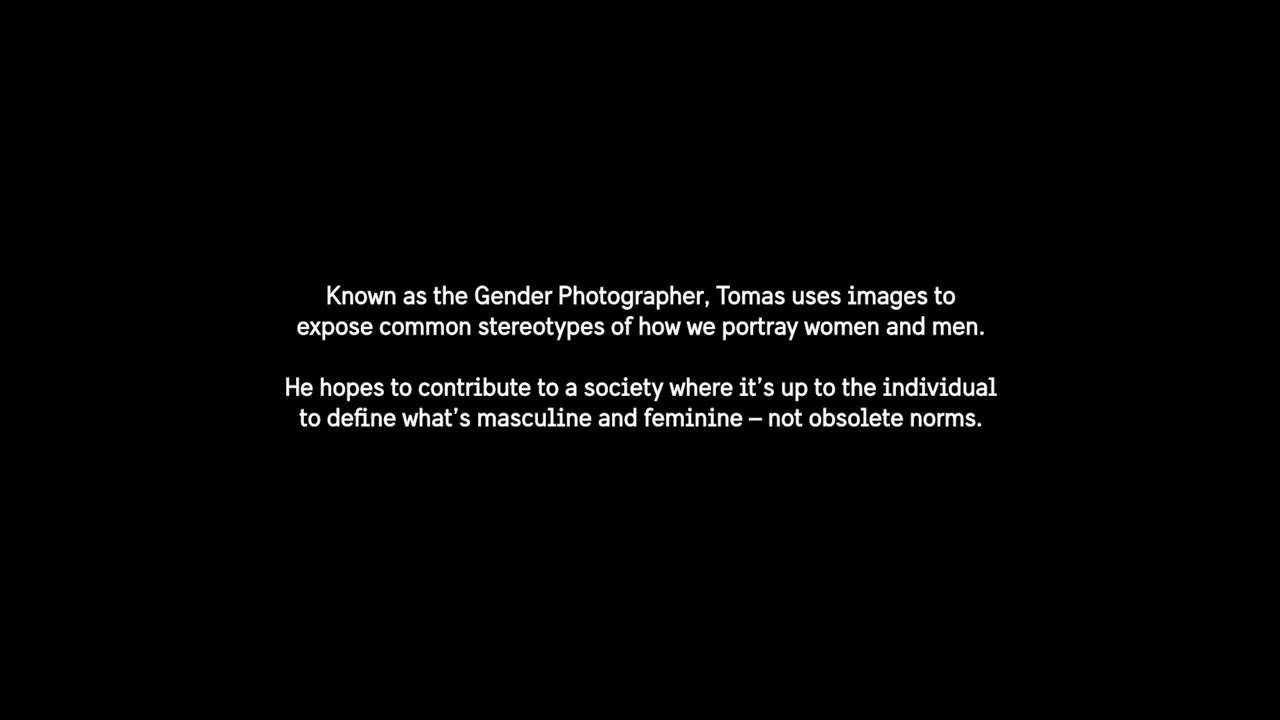 Known as the Gender Photographer, Tomas uses images to
expose common stereotypes of how we portray women and men.
He hopes to contribute to a society where it's up to the individual
to define what's masculine and feminine – not obsolete norms.